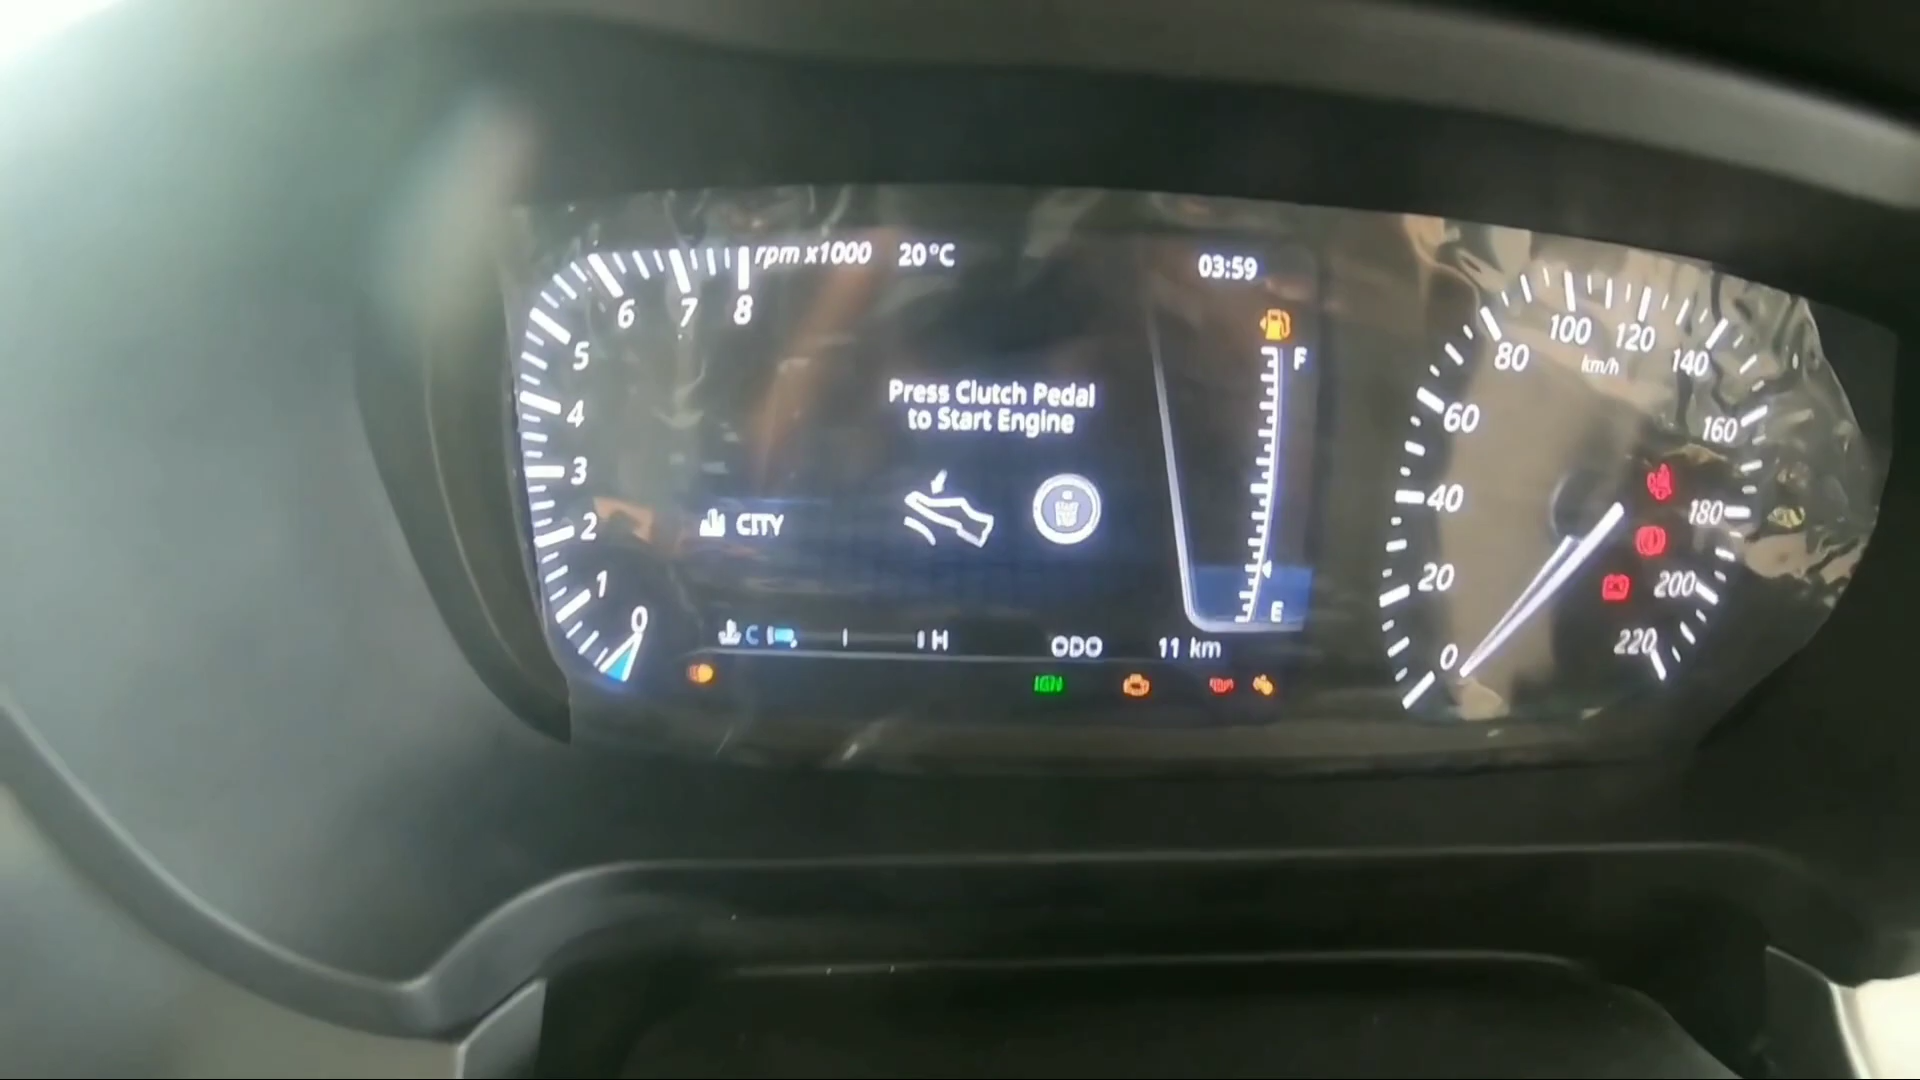 rpm x1000 20°C 03:59
6 7 8
5
4
3
2
1
0
Press Clutch Pedal
to Start Engine
START
CITY
F
E
C H
ODO 11 km
IGN
0
20
40
60
80
100
120
140
160
180
200
220
km/h